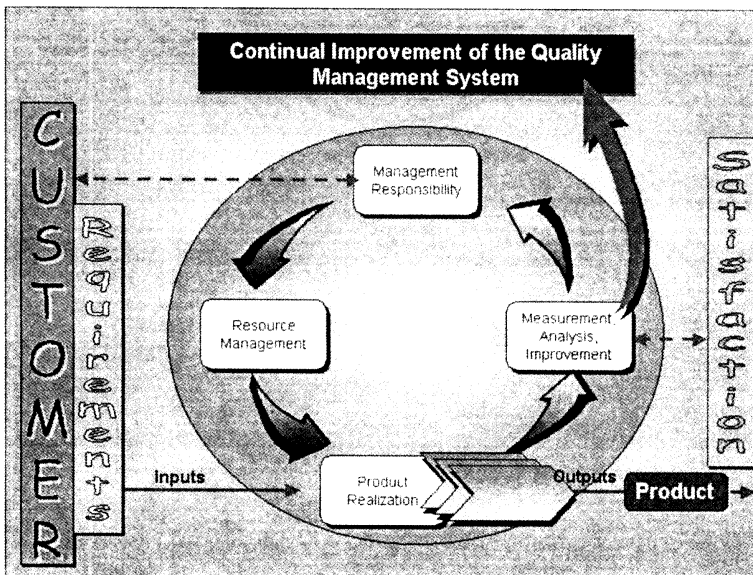 Continual Improvement of the Quality
Management System
CUSTOMER
Requirements
Management
Responsibility
Satisfaction
Resource
Management
Measurement,
Analysis,
Improvement
Product
Realization
Inputs
Outputs
Product